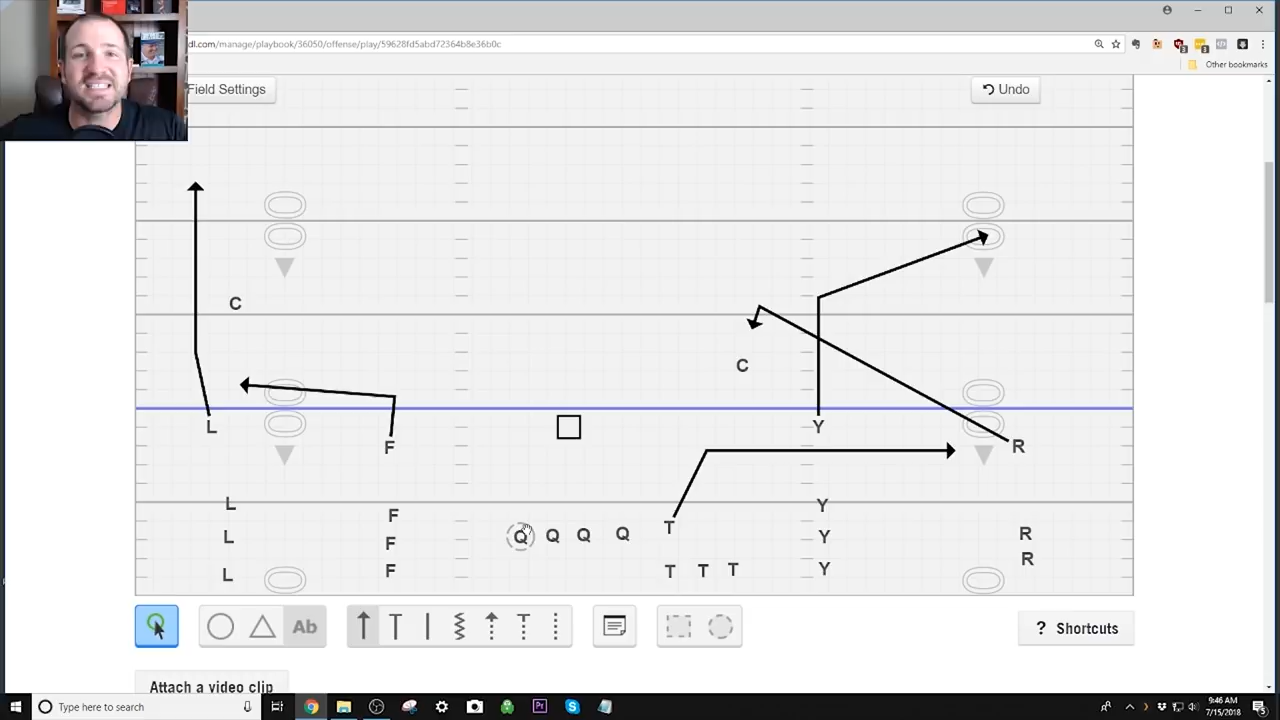 dl.com/manage/playbook/36050/offense/play/59628fd5abd72364b8e36b0c
Other bookmarks
Field Settings
Undo
C
C
L
F
Y
R
L F Y
Q Q Q Q T
L F Y R
L F T T T Y R
Ab
? Shortcuts
Attach a video clip
Type here to search
9:46 AM
7/15/2018